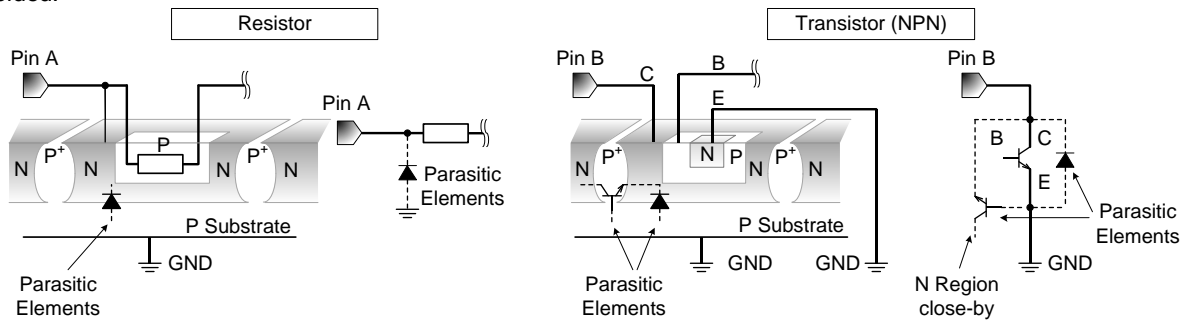 Resistor
Transistor (NPN)
Pin A
Pin A
N
P+
N
P
N
P+
N
Parasitic
Elements
P Substrate
GND
Parasitic
Elements
Pin B
C
B
E
N
P+
N
N
P
N
P+
N
P Substrate
GND
GND
Parasitic
Elements
Pin B
B
C
E
Parasitic
Elements
GND
N Region
close-by